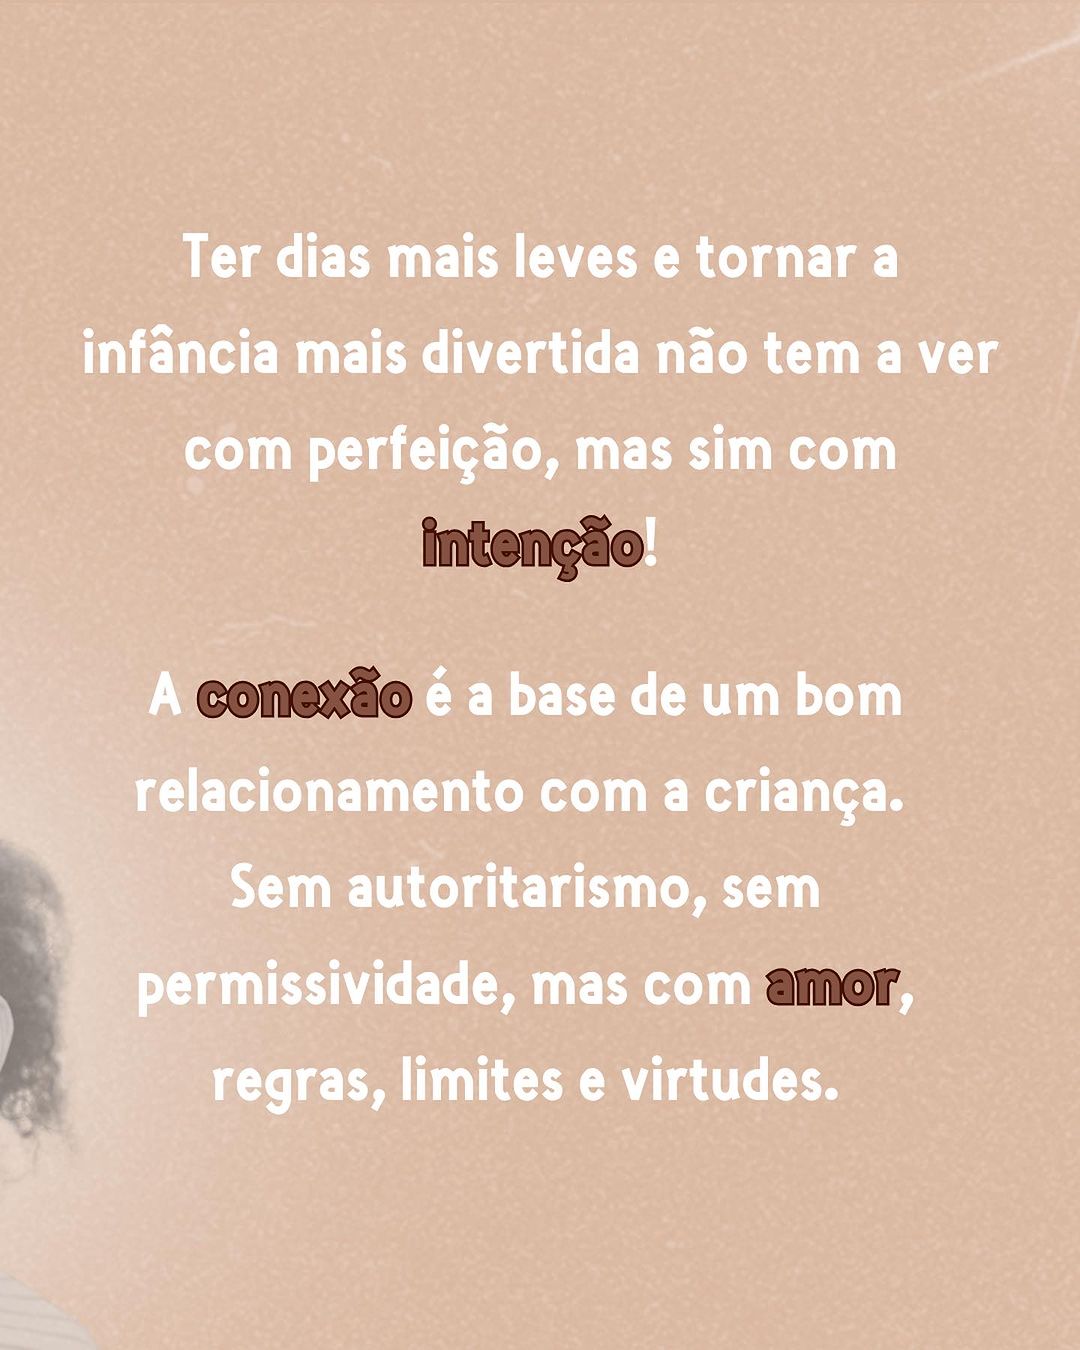 Ter dias mais leves e tornar a
infância mais divertida não tem a ver
com perfeição, mas sim com
intenção!
A conexão é a base de um bom
relacionamento com a criança.
Sem autoritarismo, sem
permissividade, mas com amor,
regras, limites e virtudes.